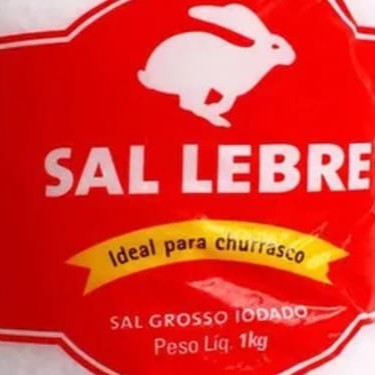 SAL LEBRE
Ideal para churrasco
SAL GROSSO IODADO
Peso Líq. 1kg